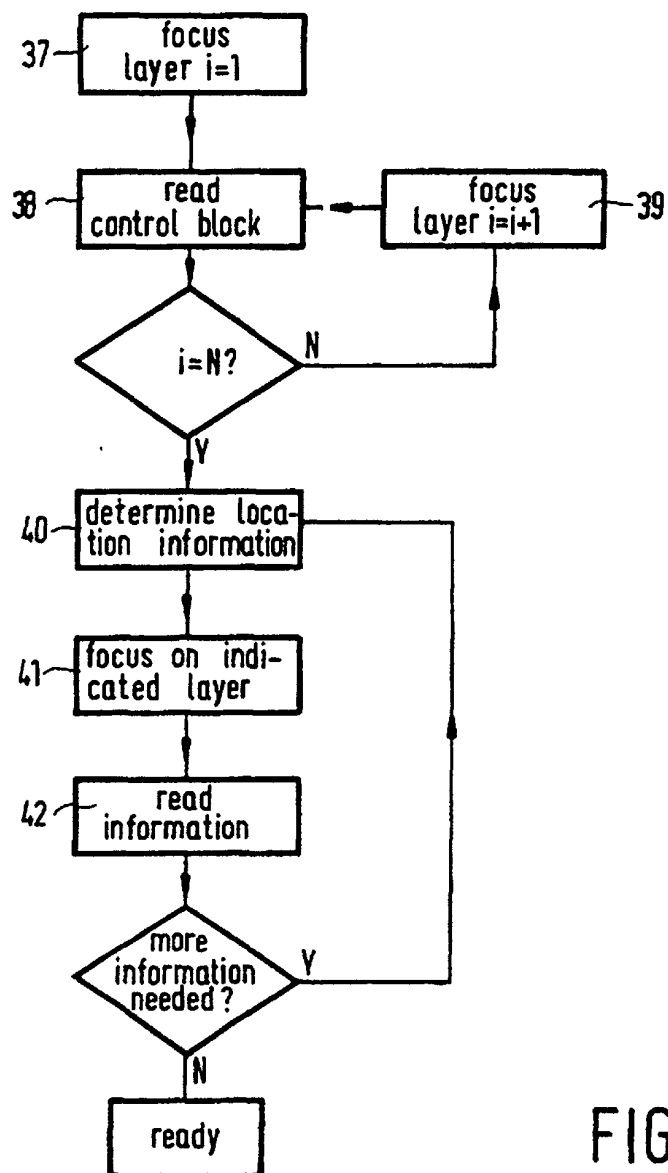 37
focus
layer i=1
38
read
control block
focus
layer i=i+1
39
i=N?
N
Y
40
determine loca-
tion information
41
focus on indi-
cated layer
42
read
information
more
information
needed?
Y
N
ready
FIG